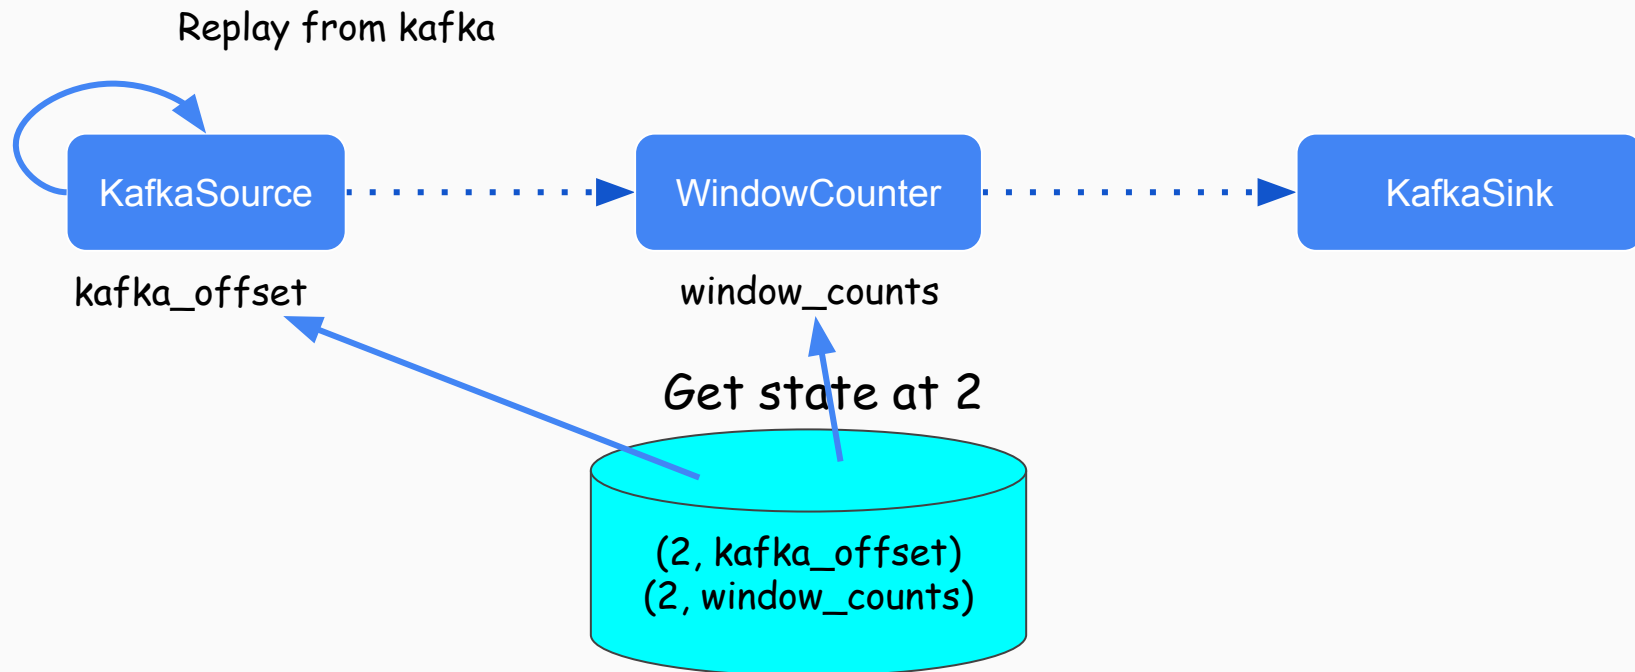 Replay from kafka
KafkaSource
WindowCounter
KafkaSink
kafka_offset
window_counts
Get state at 2
(2, kafka_offset)
(2, window_counts)